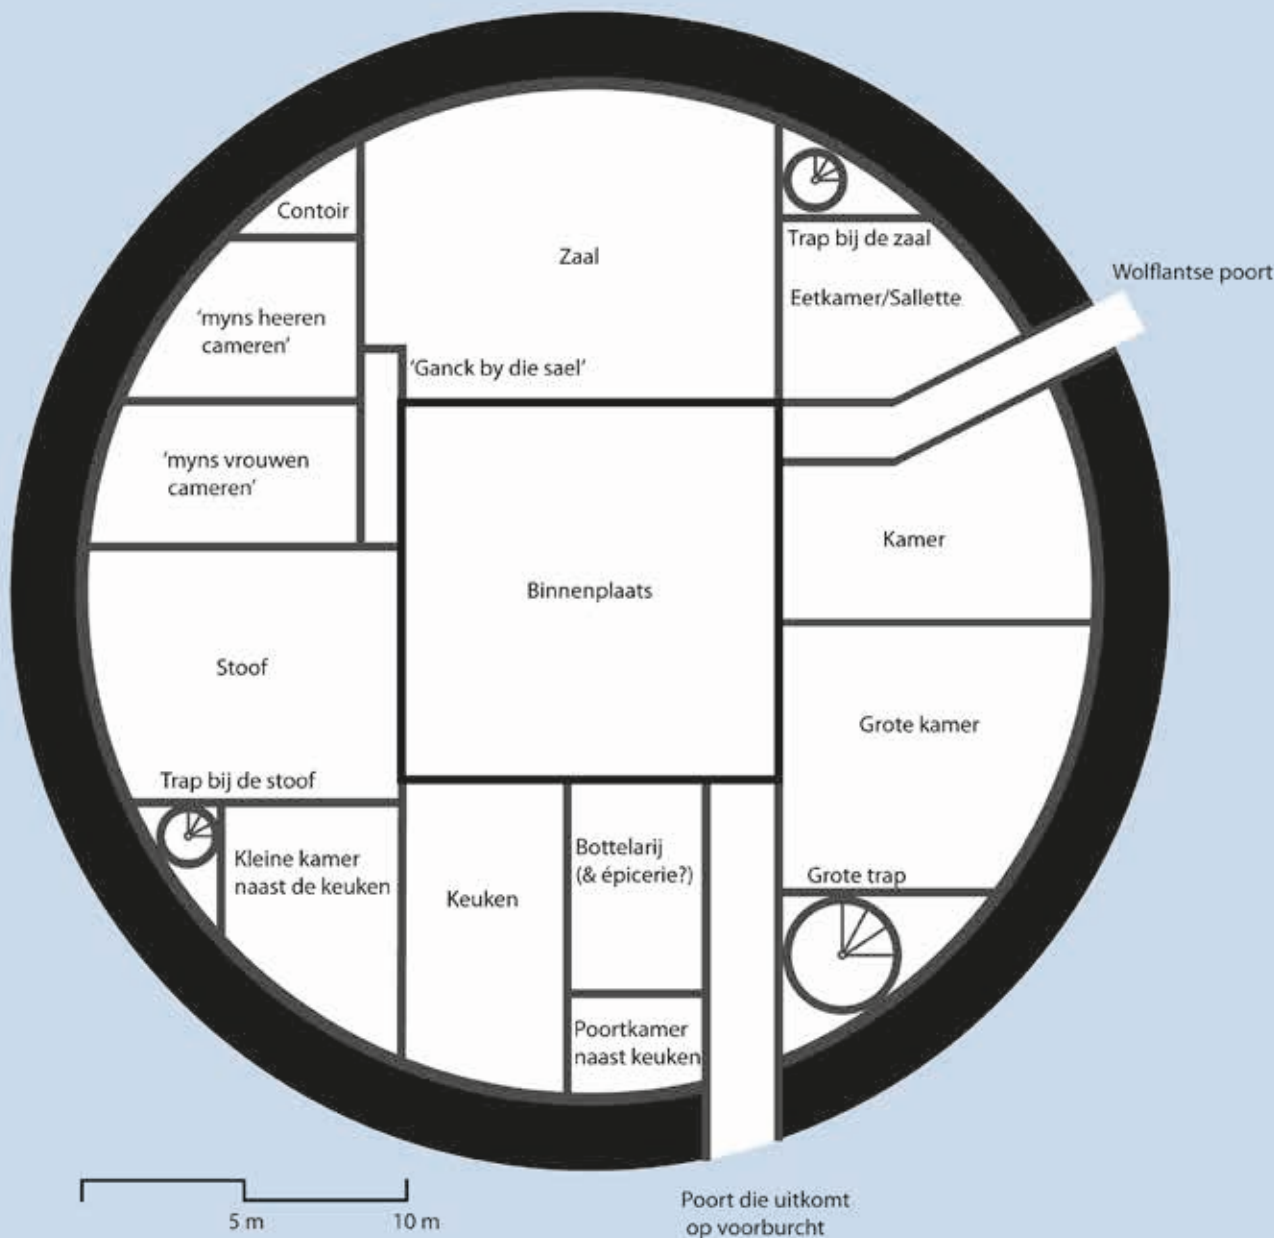 Contoir
Zaal
Trap bij de zaal
Wolflantse poort
Eetkamer/Sallette
'myns heeren
cameren'
'Ganck by die sael'
'myns vrouwen
cameren'
Kamer
Binnenplaats
Stoof
Grote kamer
Trap bij de stoof
Kleine kamer
naast de keuken
Keuken
Bottelarij
(& épicerie?)
Grote trap
Poortkamer
naast keuken
5 m
10 m
Poort die uitkomt
op voorburcht